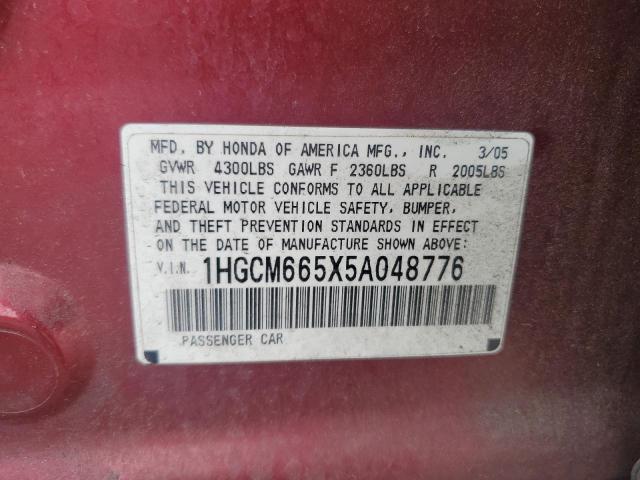 MFD. BY HONDA OF AMERICA MFG., INC. 3/05
GVWR 4300LBS GAWR F 2360LBS R 2005LBS
THIS VEHICLE CONFORMS TO ALL APPLICABLE
FEDERAL MOTOR VEHICLE SAFETY, BUMPER,
AND THEFT PREVENTION STANDARDS IN EFFECT
ON THE DATE OF MANUFACTURE SHOWN ABOVE:
V.I.N. 1HGCM665X5A048776
PASSENGER CAR